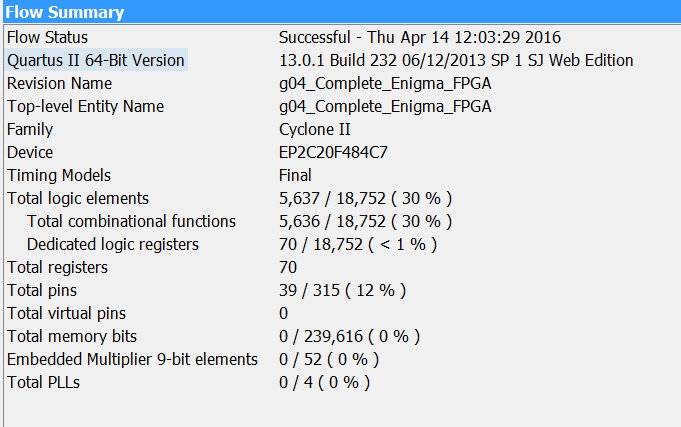 Flow Summary
Flow Status Successful - Thu Apr 14 12:03:29 2016
Quartus II 64-Bit Version 13.0.1 Build 232 06/12/2013 SP 1 SJ Web Edition
Revision Name g04_Complete_Enigma_FPGA
Top-level Entity Name g04_Complete_Enigma_FPGA
Family Cyclone II
Device EP2C20F484C7
Timing Models Final
Total logic elements 5,637 / 18,752 ( 30 % )
Total combinational functions 5,636 / 18,752 ( 30 % )
Dedicated logic registers 70 / 18,752 ( < 1 % )
Total registers 70
Total pins 39 / 315 ( 12 % )
Total virtual pins 0
Total memory bits 0 / 239,616 ( 0 % )
Embedded Multiplier 9-bit elements 0 / 52 ( 0 % )
Total PLLs 0 / 4 ( 0 % )